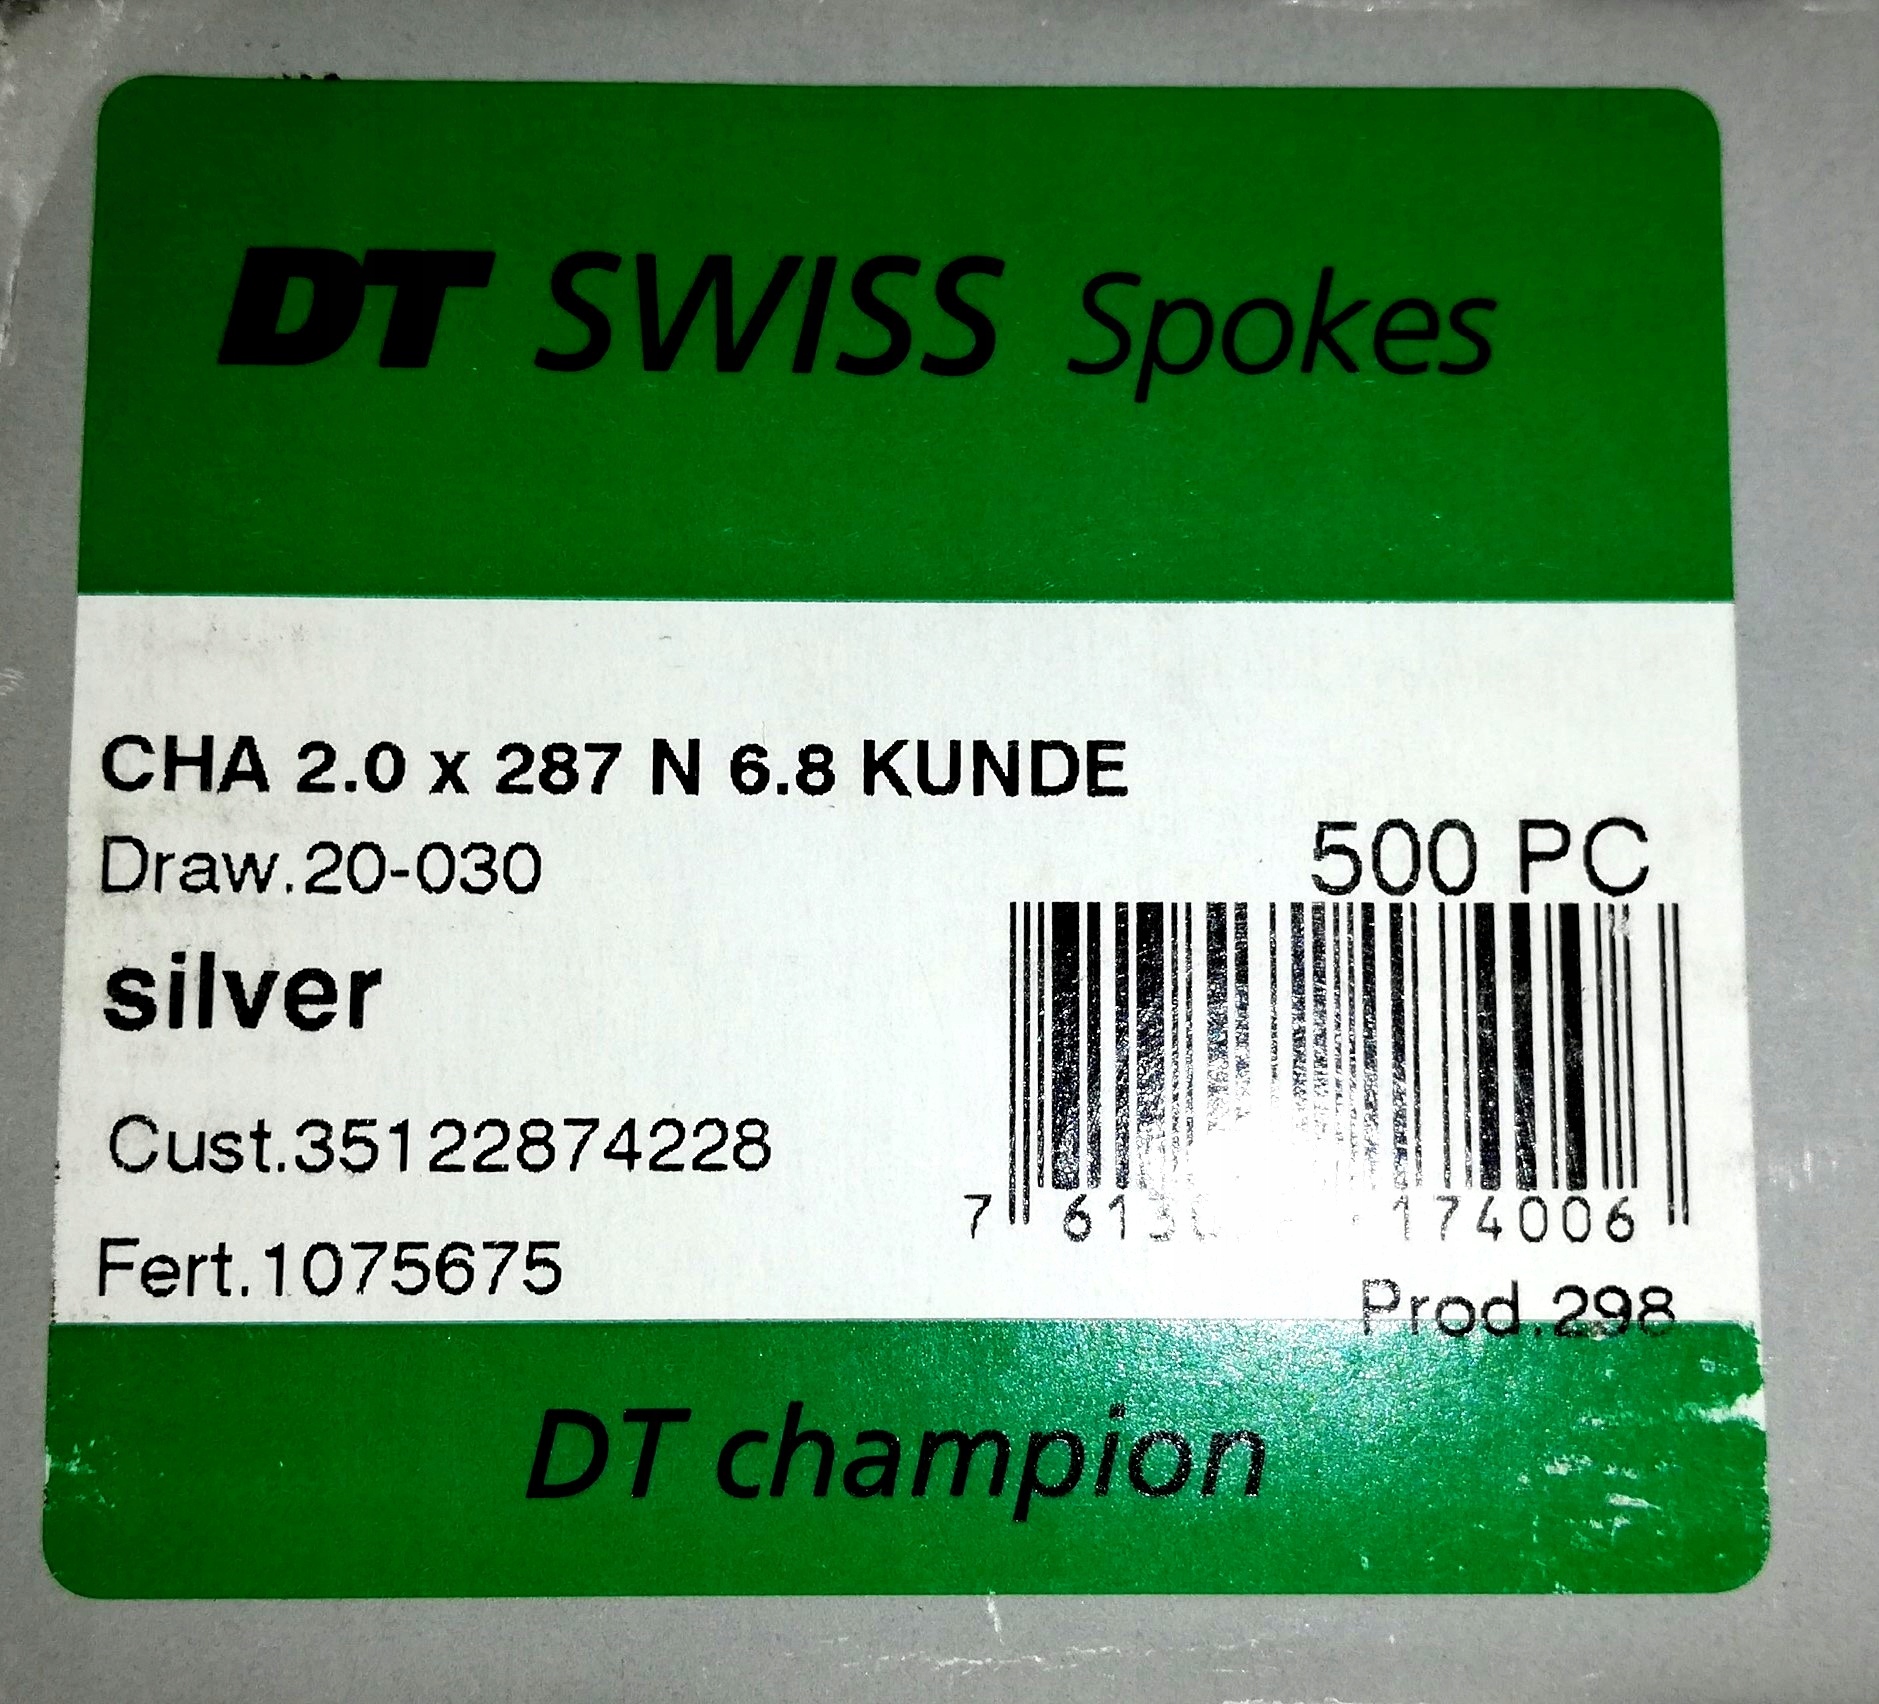 DT SWISS Spokes
CHA 2.0 x 287 N 6.8 KUNDE
Draw.20-030
500 PC
silver
Cust.35122874228
Fert.1075675
Prod.298
DT champion